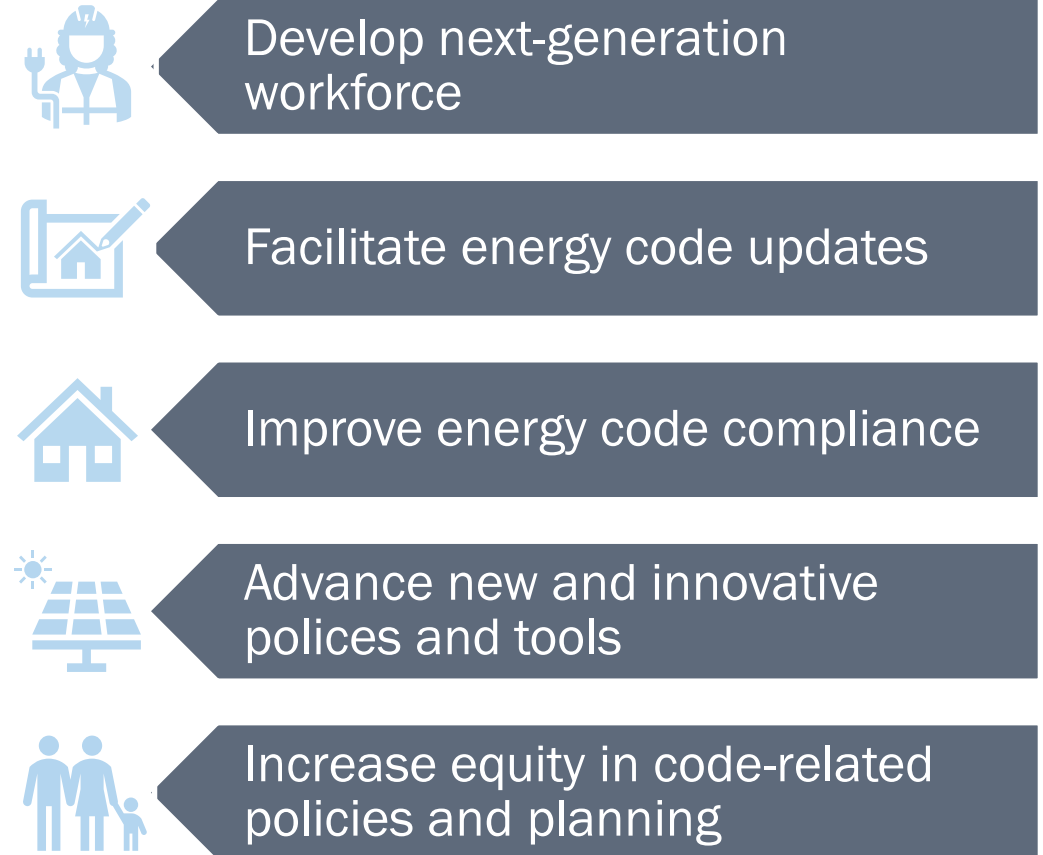 Develop next-generation
workforce
Facilitate energy code updates
Improve energy code compliance
Advance new and innovative
polices and tools
Increase equity in code-related
policies and planning